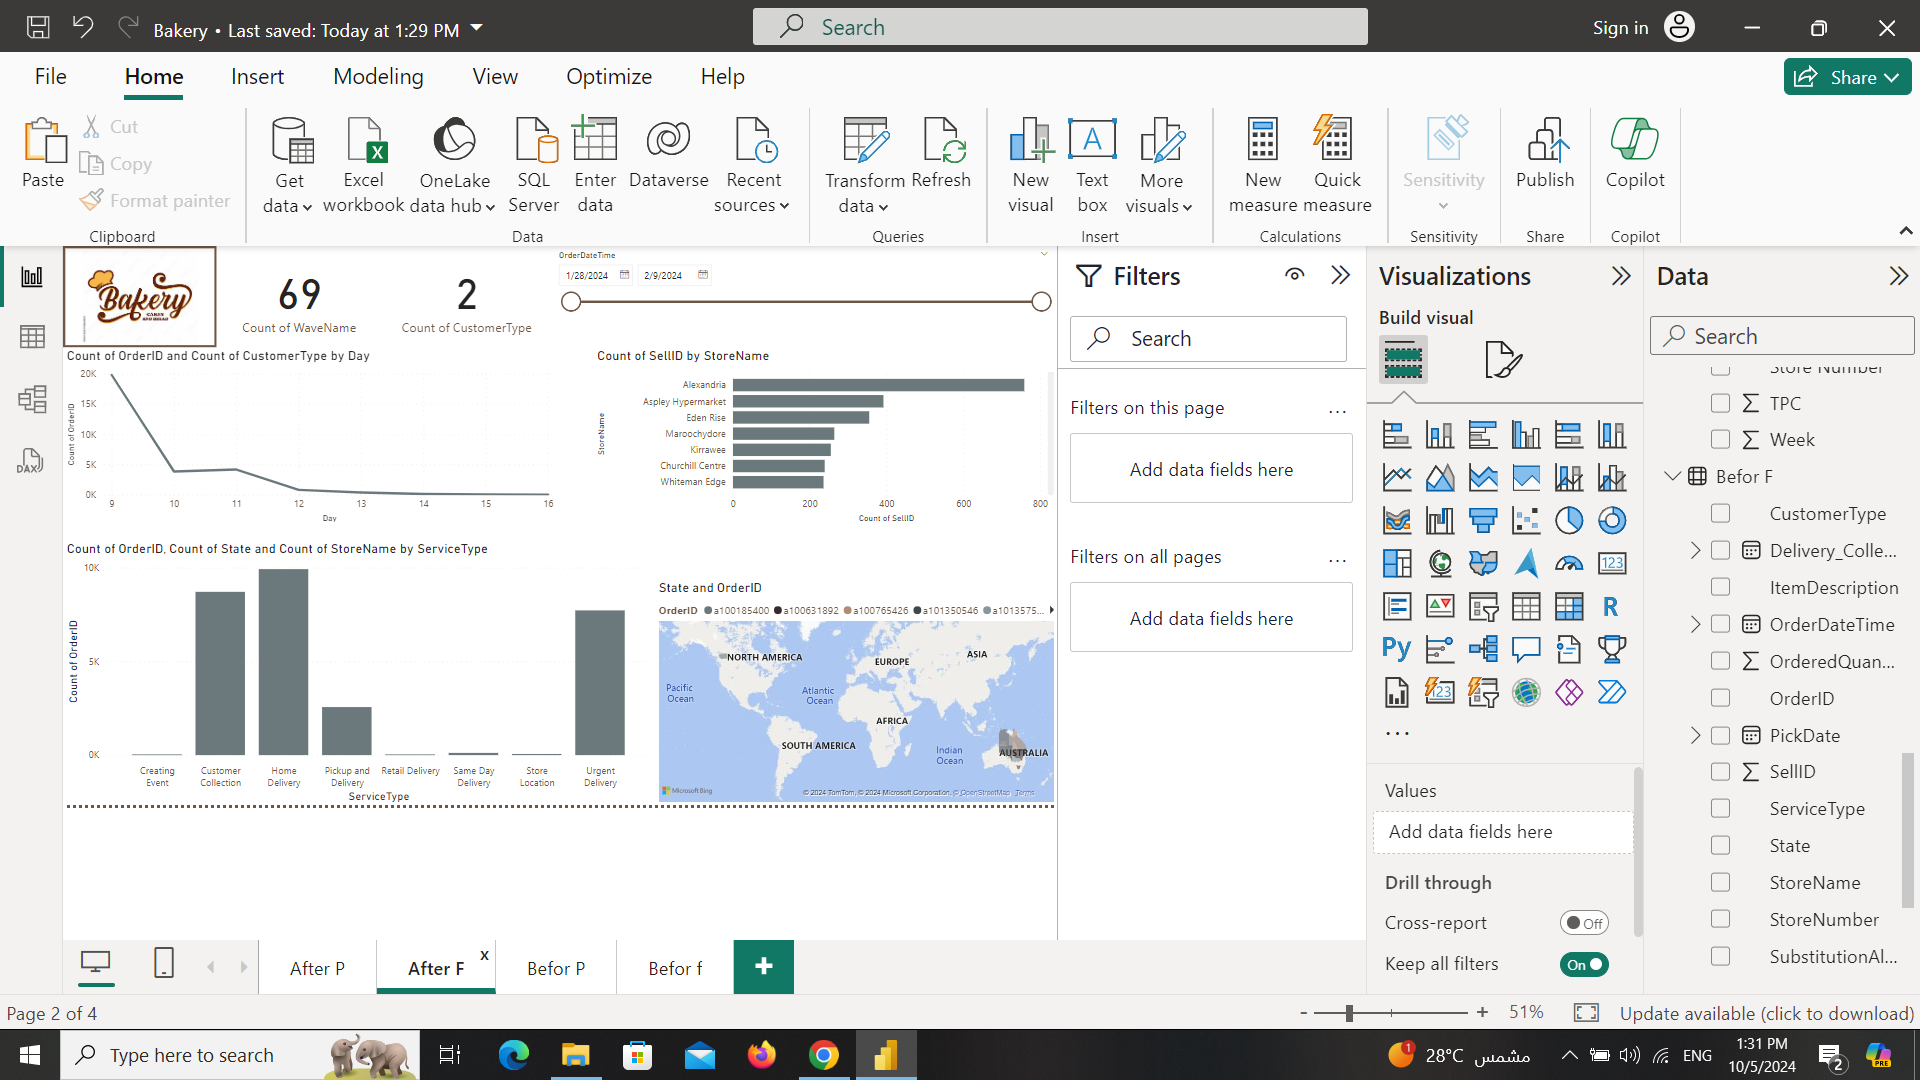 Bakery • Last saved: Today at 1:29 PM
Search
Sign in
File
Home
Insert
Modeling
View
Optimize
Help
Share
Paste
Cut
Copy
Format painter
Clipboard
Get data
Excel workbook
OneLake data hub
SQL Server
Enter data
Dataverse
Recent sources
Data
Transform data
Refresh
Queries
New visual
Text box
More visuals
Insert
New measure
Quick measure
Calculations
Sensitivity
Sensitivity
Publish
Share
Copilot
Copilot
Bakery
CAKES
AND BREAD
69
Count of WaveName
2
Count of CustomerType
OrderDateTime
1/28/2024
2/9/2024
Count of OrderID and Count of CustomerType by Day
Count of OrderID
20K
15K
10K
5K
0K
9 10 11 12 13 14 15 16
Day
Count of SellID by StoreName
StoreName
Alexandria
Aspley Hypermarket
Eden Rise
Maroochydore
Kirrawee
Churchill Centre
Whiteman Edge
0 200 400 600 800
Count of SellID
Count of OrderID, Count of State and Count of StoreName by ServiceType
Count of OrderID
10K
5K
0K
Creating Event
Customer Collection
Home Delivery
Pickup and Delivery
Retail Delivery
Same Day Delivery
Store Location
Urgent Delivery
ServiceType
State and OrderID
OrderID a100185400 a100631892 a100765426 a101350546 a1013575...
NORTH AMERICA
EUROPE
ASIA
Pacific Ocean
Atlantic Ocean
AFRICA
SOUTH AMERICA
Indian Ocean
AUSTRALIA
Microsoft Bing
© 2024 TomTom, © 2024 Microsoft Corporation, © OpenStreetMap Terms
Filters
Search
Filters on this page
...
Add data fields here
Filters on all pages
...
Add data fields here
Visualizations
Build visual
123
R
Py
123
...
Values
Add data fields here
Drill through
Cross-report
Off
Keep all filters
On
Data
Search
Store Number
TPC
Week
Befor F
CustomerType
Delivery_Colle...
ItemDescription
OrderDateTime
OrderedQuan...
OrderID
PickDate
SellID
ServiceType
State
StoreName
StoreNumber
SubstitutionAl...
DAX
After P
After F
x
Befor P
Befor f
+
Page 2 of 4
- + 51%
Update available (click to download)
Type here to search
1
28°C مشمس
ENG
1:31 PM
10/5/2024
2
PRE